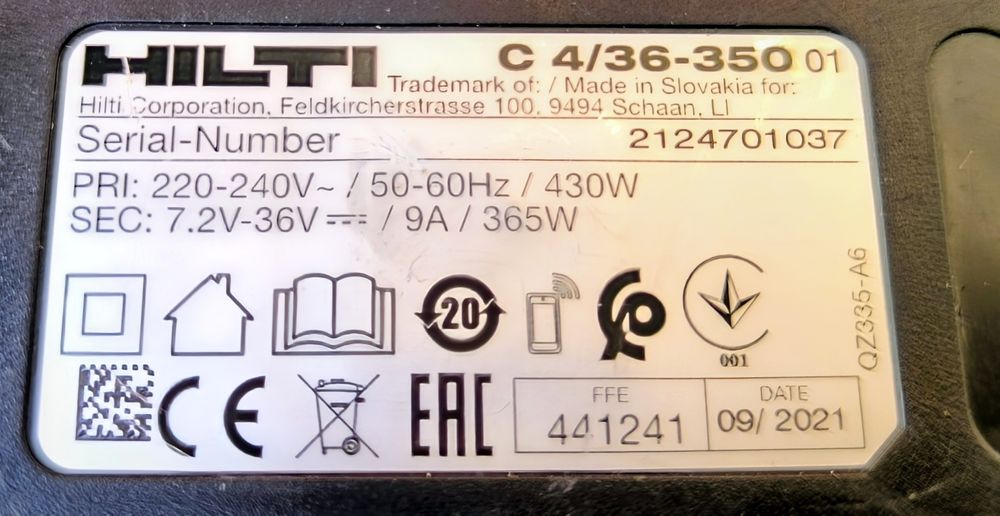 HILTI C 4/36-350 01
Trademark of: / Made in Slovakia for:
Hilti Corporation, Feldkircherstrasse 100, 9494 Schaan, LI
Serial-Number 2124701037
PRI: 220-240V~ / 50-60Hz / 430W
SEC: 7.2V-36V⎓ / 9A / 365W
20
001
QZ335-A6
CE EAC
FFE DATE
441241 09/ 2021